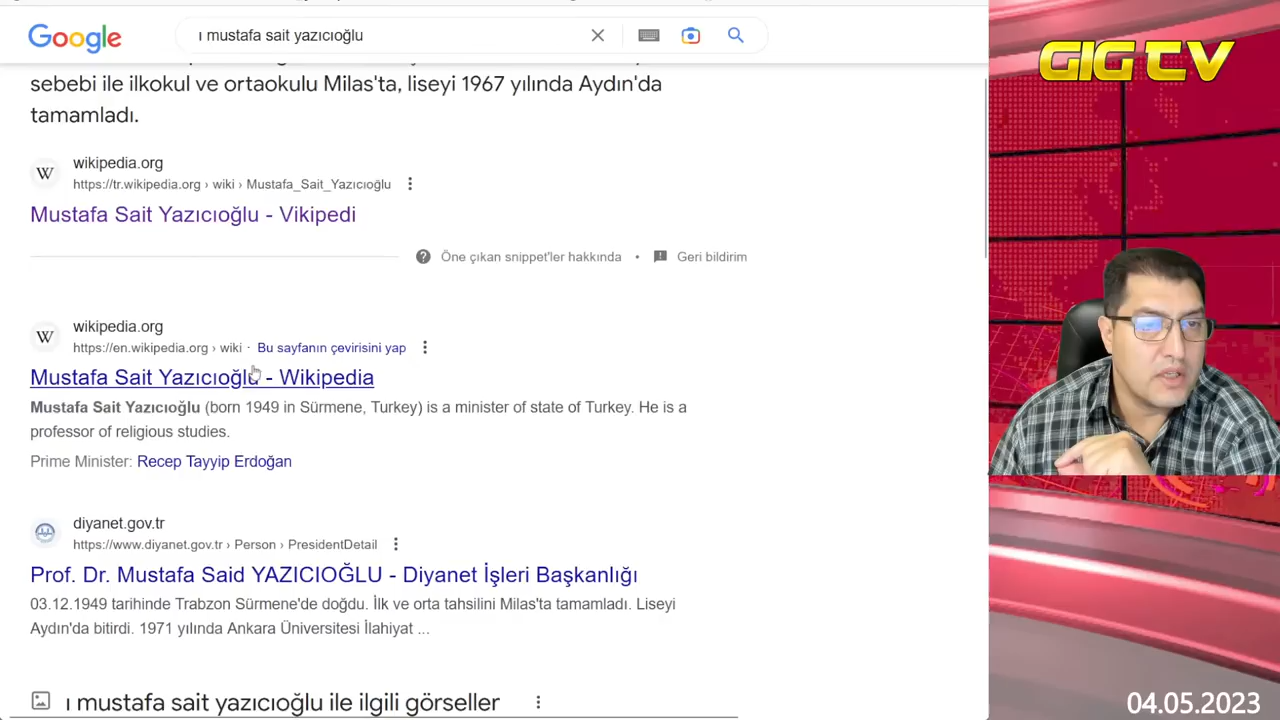 Google
ı mustafa sait yazıcıoğlu
GIG TV
sebebi ile ilkokul ve ortaokulu Milas'ta, liseyi 1967 yılında Aydın'da
tamamladı.
W
wikipedia.org
https://tr.wikipedia.org › wiki › Mustafa_Sait_Yazıcıoğlu
Mustafa Sait Yazıcıoğlu - Vikipedi
Öne çıkan snippet'ler hakkında • Geri bildirim
W
wikipedia.org
https://en.wikipedia.org › wiki · Bu sayfanın çevirisini yap
Mustafa Sait Yazıcıoğlu - Wikipedia
Mustafa Sait Yazıcıoğlu (born 1949 in Sürmene, Turkey) is a minister of state of Turkey. He is a
professor of religious studies.
Prime Minister: Recep Tayyip Erdoğan
diyanet.gov.tr
https://www.diyanet.gov.tr › Person › PresidentDetail
Prof. Dr. Mustafa Said YAZICIOĞLU - Diyanet İşleri Başkanlığı
03.12.1949 tarihinde Trabzon Sürmene'de doğdu. İlk ve orta tahsilini Milas'ta tamamladı. Liseyi
Aydın'da bitirdi. 1971 yılında Ankara Üniversitesi İlahiyat ...
ı mustafa sait yazıcıoğlu ile ilgili görseller
04.05.2023